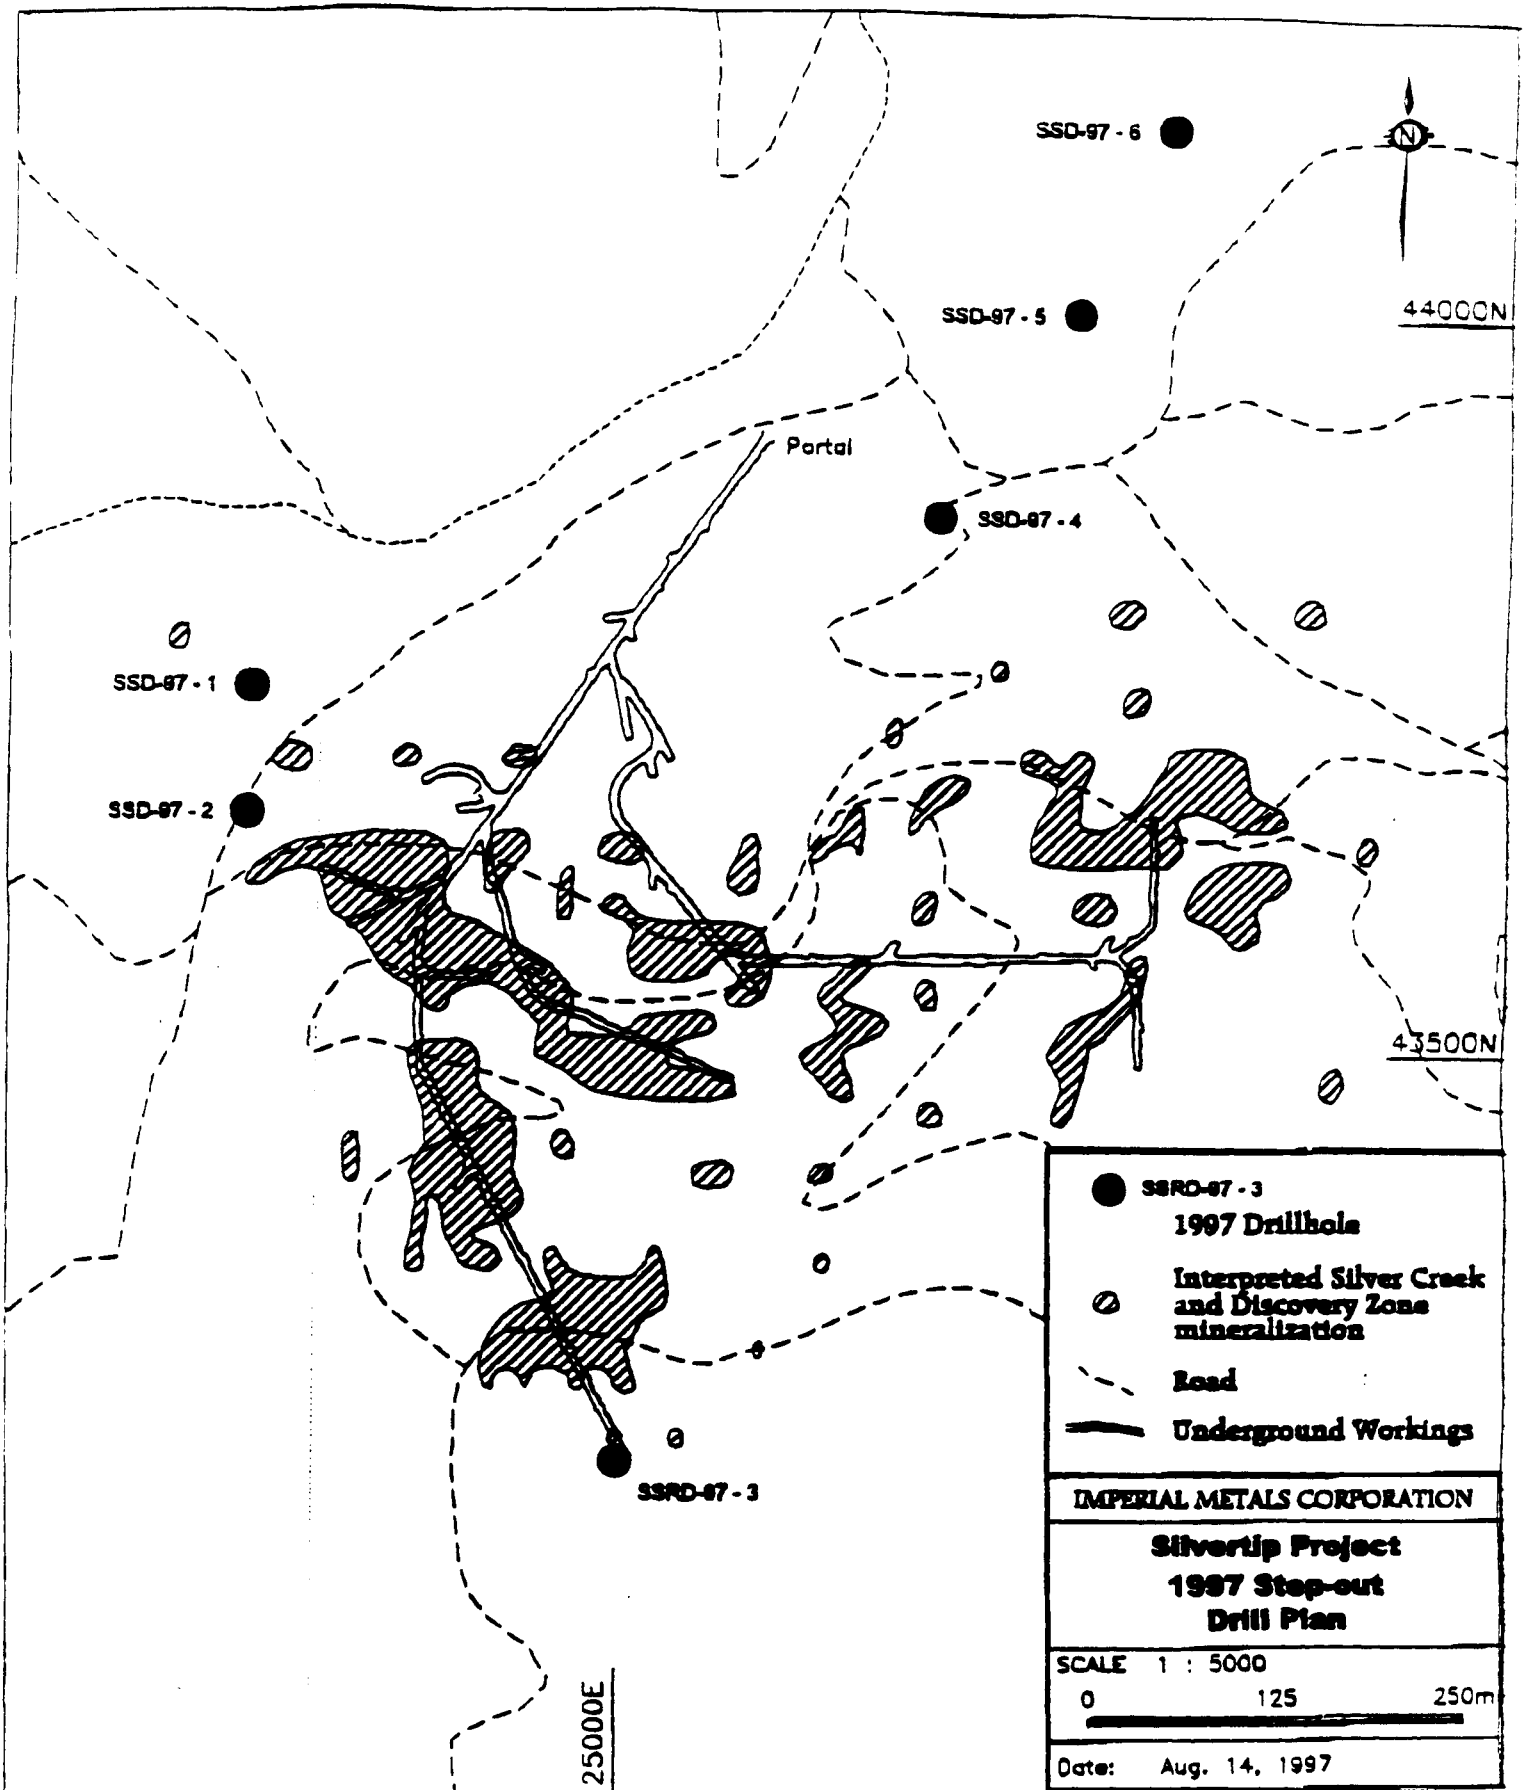 SSD-97 - 6
N
SSD-97 - 5
44000N
Portal
SSD-97 - 4
SSD-97 - 1
SSD-97 - 2
43500N
SSRD-97 - 3
1997 Drillhole
Interpreted Silver Creek
and Discovery Zone
mineralization
Road
Underground Workings
SSRD-97 - 3
IMPERIAL METALS CORPORATION
Silvertip Project
1997 Step-out
Drill Plan
SCALE 1 : 5000
0 125 250m
25000E
Date: Aug. 14, 1997